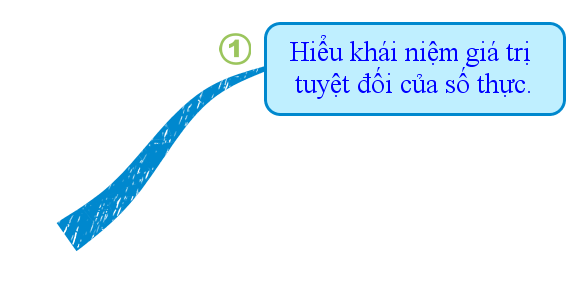 1
Hiểu khái niệm giá trị
tuyệt đối của số thực.